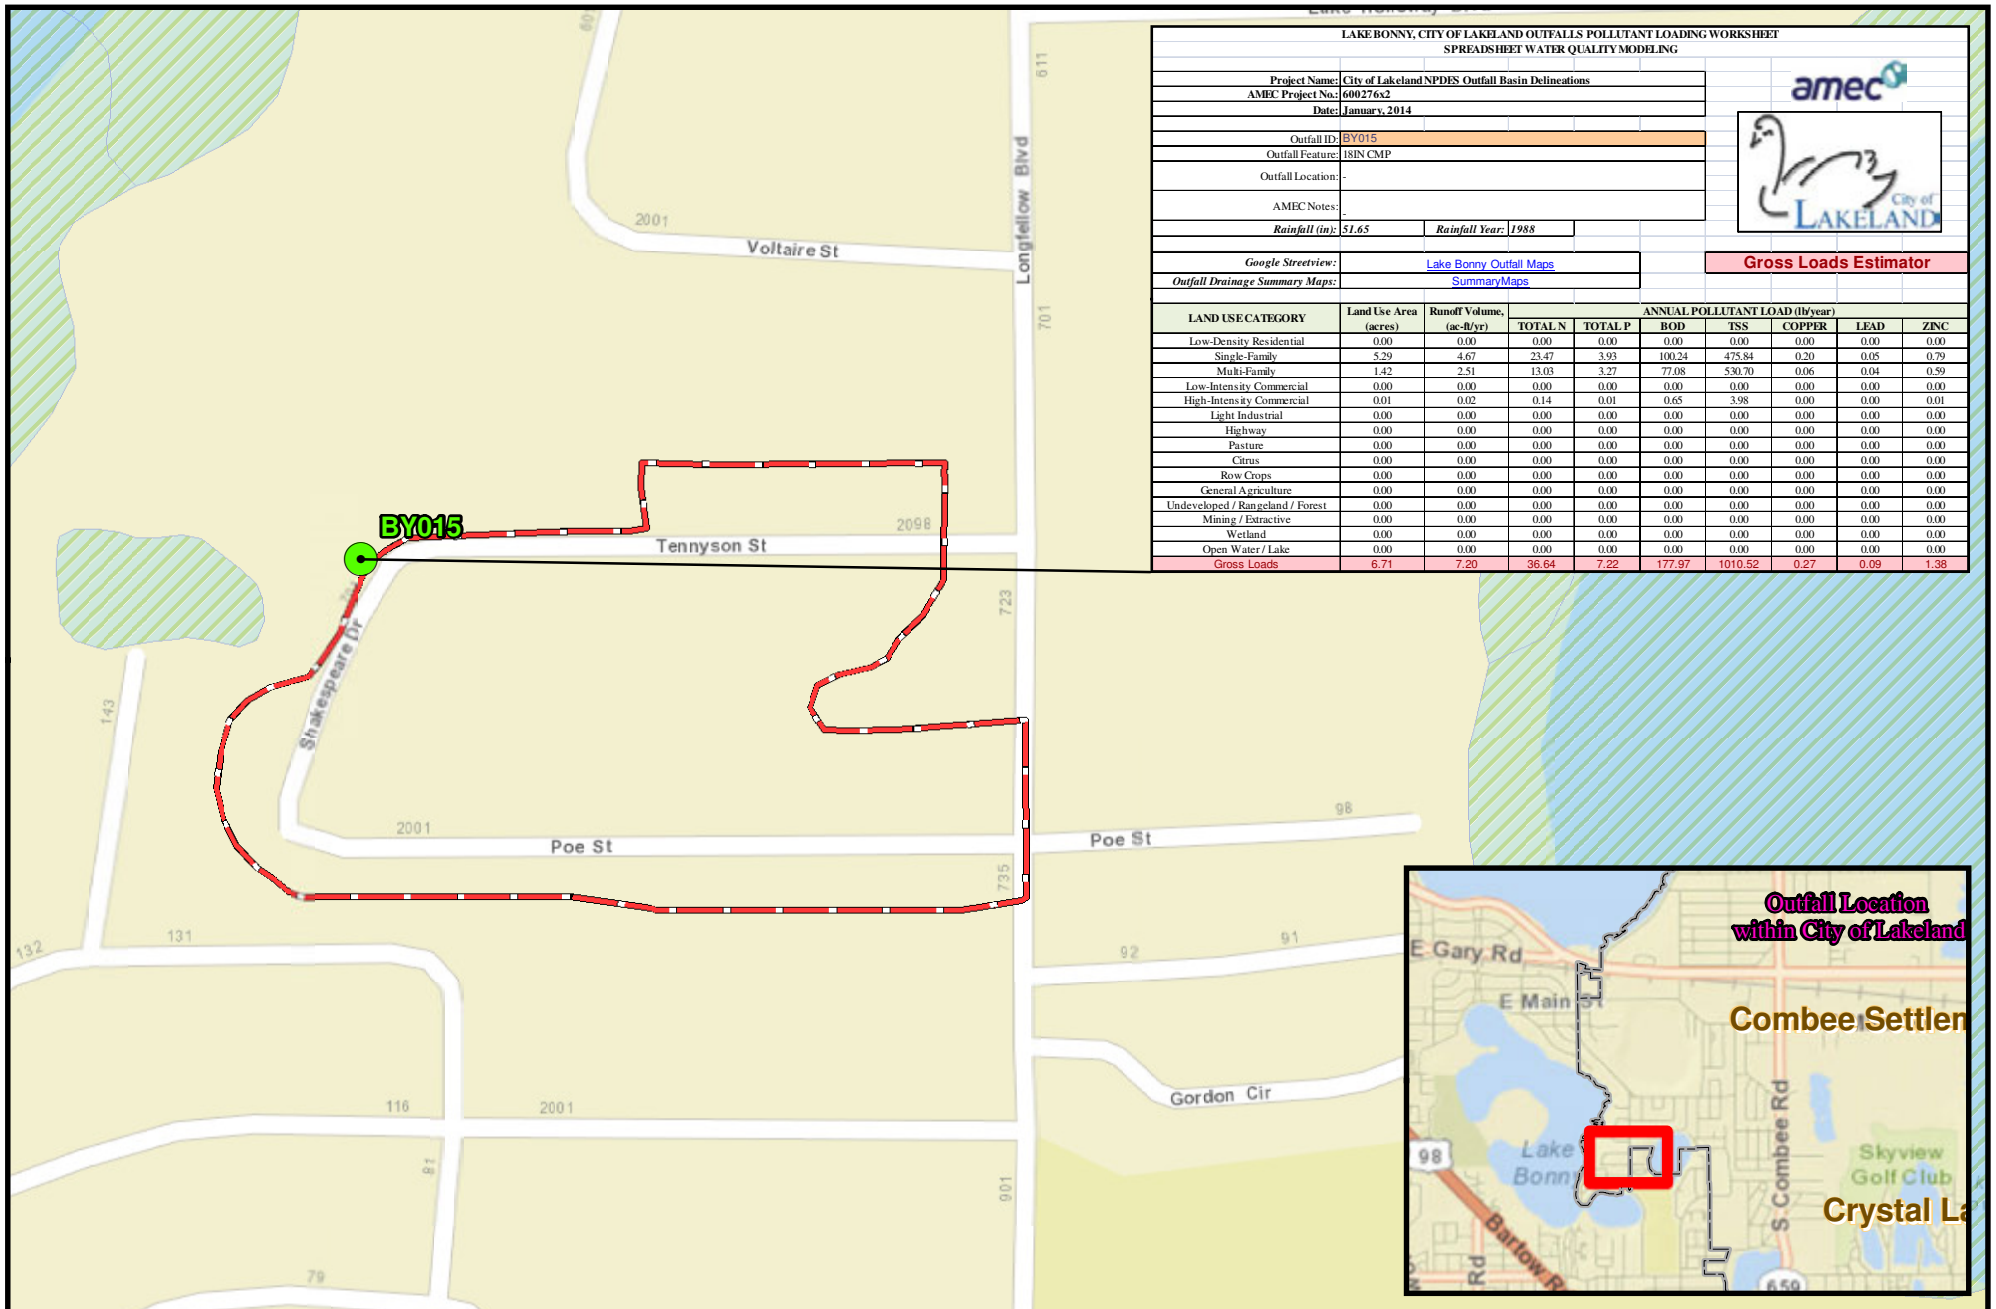 LAKE BONNY, CITY OF LAKELAND OUTFALLS POLLUTANT LOADING WORKSHEET
SPREADSHEET WATER QUALITY MODELING
Project Name: City of Lakeland NPDES Outfall Basin Delineations
AMEC Project No.: 600276x2
Date: January, 2014
amec
Outfall ID: BY015
Outfall Feature: 18IN CMP
Outfall Location: -
AMEC Notes: -
City of
LAKELAND
Rainfall (in): 51.65 Rainfall Year: 1988
Google Streetview: Lake Bonny Outfall Maps
Gross Loads Estimator
Outfall Drainage Summary Maps: SummaryMaps
LAND USE CATEGORY Land Use Area (acres) Runoff Volume, (ac-ft/yr) ANNUAL POLLUTANT LOAD (lb/year)
TOTAL N TOTAL P BOD TSS COPPER LEAD ZINC
Low-Density Residential 0.00 0.00 0.00 0.00 0.00 0.00 0.00 0.00 0.00
Single-Family 5.29 4.67 23.47 3.93 100.24 475.84 0.20 0.05 0.79
Multi-Family 1.42 2.51 13.03 3.27 77.08 530.70 0.06 0.04 0.59
Low-Intensity Commercial 0.00 0.00 0.00 0.00 0.00 0.00 0.00 0.00 0.00
High-Intensity Commercial 0.01 0.02 0.14 0.01 0.65 3.98 0.00 0.00 0.01
Light Industrial 0.00 0.00 0.00 0.00 0.00 0.00 0.00 0.00 0.00
Highway 0.00 0.00 0.00 0.00 0.00 0.00 0.00 0.00 0.00
Pasture 0.00 0.00 0.00 0.00 0.00 0.00 0.00 0.00 0.00
Citrus 0.00 0.00 0.00 0.00 0.00 0.00 0.00 0.00 0.00
Row Crops 0.00 0.00 0.00 0.00 0.00 0.00 0.00 0.00 0.00
General Agriculture 0.00 0.00 0.00 0.00 0.00 0.00 0.00 0.00 0.00
Undeveloped / Rangeland / Forest 0.00 0.00 0.00 0.00 0.00 0.00 0.00 0.00 0.00
Mining / Extractive 0.00 0.00 0.00 0.00 0.00 0.00 0.00 0.00 0.00
Wetland 0.00 0.00 0.00 0.00 0.00 0.00 0.00 0.00 0.00
Open Water / Lake 0.00 0.00 0.00 0.00 0.00 0.00 0.00 0.00 0.00
Gross Loads 6.71 7.20 36.64 7.22 177.97 1010.52 0.27 0.09 1.38
611
Longfellow Blvd
2001
Voltaire St
701
BY015
2098
Tennyson St
723
Shakespeare Dr
143
2001
Poe St
Poe St
98
735
132
131
92
91
116
2001
Gordon Cir
81
901
79
Outfall Location
within City of Lakeland
E Gary Rd
E Main St
Combee Settlem
Lake
Bonny
98
S Combee Rd
Skyview
Golf Club
Crystal La
Bartow R
Rd
659